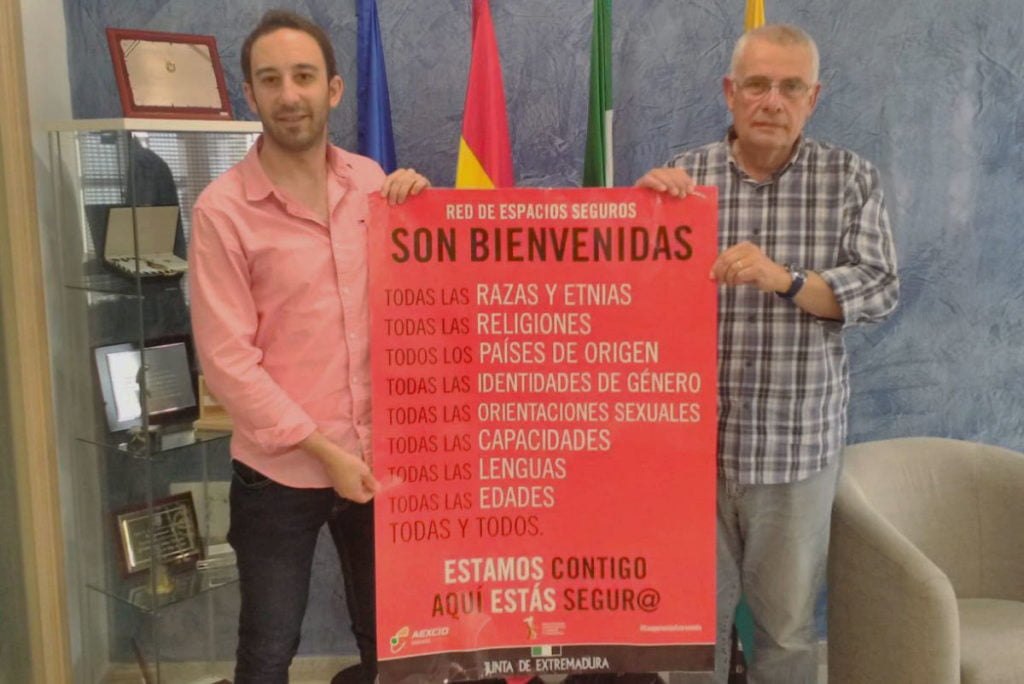 RED DE ESPACIOS SEGUROS
SON BIENVENIDAS
TODAS LAS RAZAS Y ETNIAS
TODAS LAS RELIGIONES
TODOS LOS PAÍSES DE ORIGEN
TODAS LAS IDENTIDADES DE GÉNERO
TODAS LAS ORIENTACIONES SEXUALES
TODAS LAS CAPACIDADES
TODAS LAS LENGUAS
TODAS LAS EDADES
TODAS Y TODOS.
ESTAMOS CONTIGO
AQUÍ ESTÁS SEGUR@
AEXCID
JUNTA DE EXTREMADURA